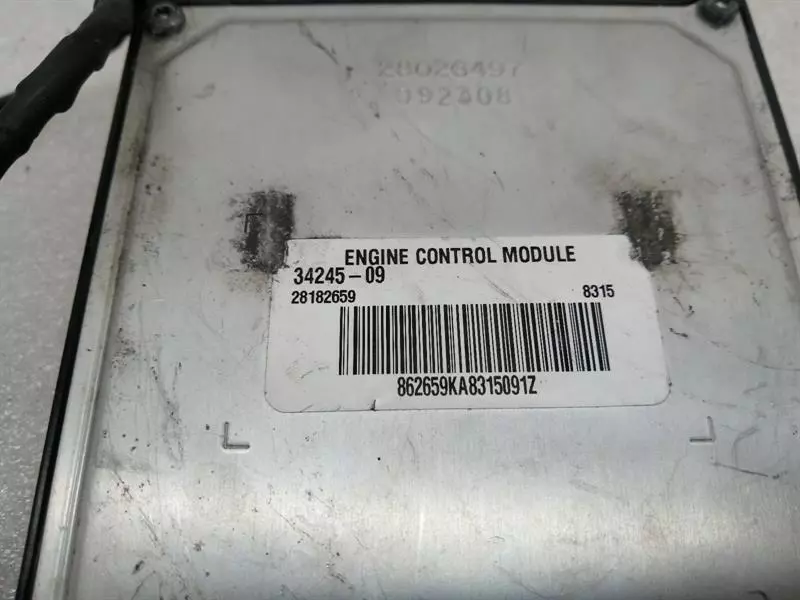 28026497
092408
ENGINE CONTROL MODULE
34245-09
28182659 8315
862659KA8315091Z